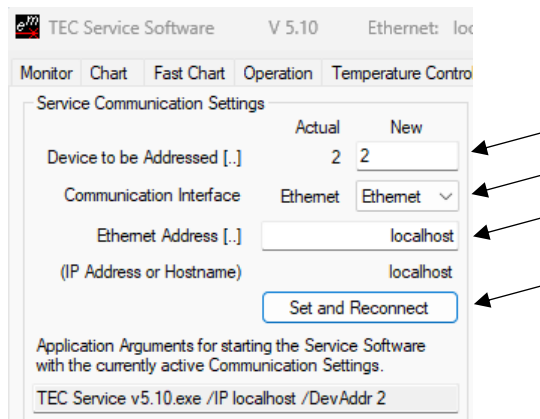 em TEC Service Software V 5.10 Ethernet: loc
Monitor Chart Fast Chart Operation Temperature Contro
Service Communication Settings
Actual New
Device to be Addressed [..] 2 2
Communication Interface Ethernet Ethernet
Ethernet Address [..] localhost
(IP Address or Hostname) localhost
Set and Reconnect
Application Arguments for starting the Service Software
with the currently active Communication Settings.
TEC Service v5.10.exe /IP localhost /DevAddr 2